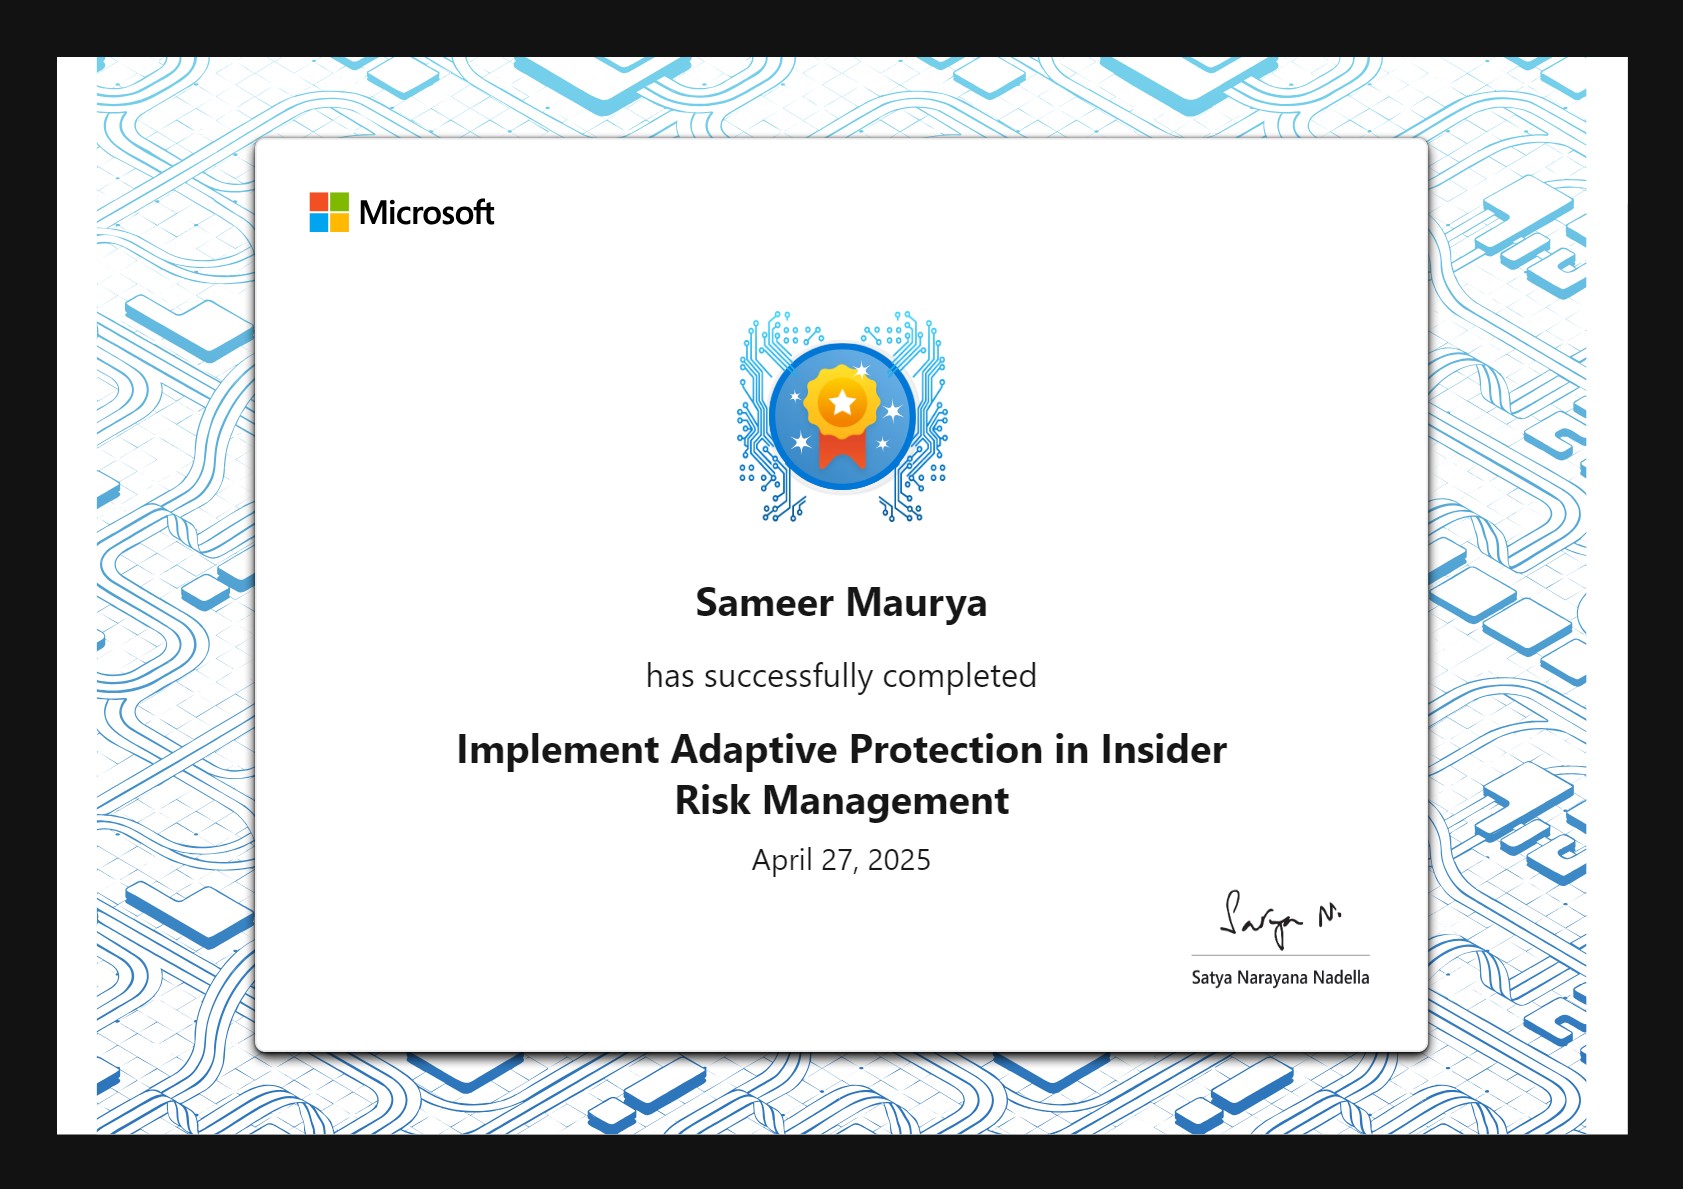 Microsoft
Sameer Maurya
has successfully completed
Implement Adaptive Protection in Insider
Risk Management
April 27, 2025
Satya N.
Satya Narayana Nadella